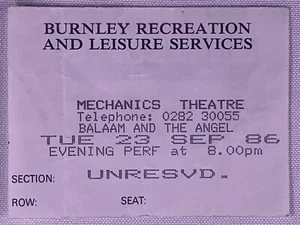 BURNLEY RECREATION
AND LEISURE SERVICES
MECHANICS THEATRE
Telephone: 0282 30055
BALAAM AND THE ANGEL
TUE 23 SEP 86
EVENING PERF at 8.00pm
SECTION: UNRESVD.
ROW: SEAT: